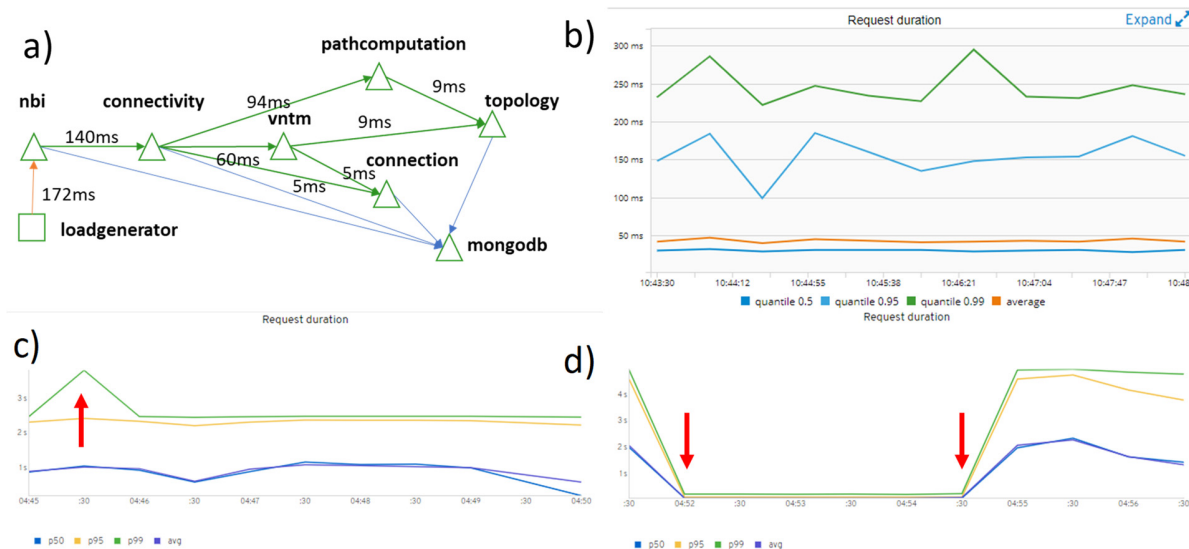 a)
pathcomputation
nbi
connectivity
94ms
vntm
9ms
topology
140ms
9ms
60ms
connection
5ms
5ms
172ms
loadgenerator
mongodb
b)
Request duration
Expand
300 ms
250 ms
200 ms
150 ms
100 ms
50 ms
10:43:30 10:44:12 10:44:55 10:45:38 10:46:21 10:47:04 10:47:47 10:48
quantile 0.5 quantile 0.95 quantile 0.99 average
Request duration
c)
Request duration
3 s
2 s
1 s
04:45 :30 04:46 :30 04:47 :30 04:48 :30 04:49 :30 04:50
p50 p95 p99 avg
d)
4 s
3 s
2 s
1 s
:30 04:52 :30 04:53 :30 04:54 :30 04:55 :30 04:56 :30
p50 p95 p99 avg